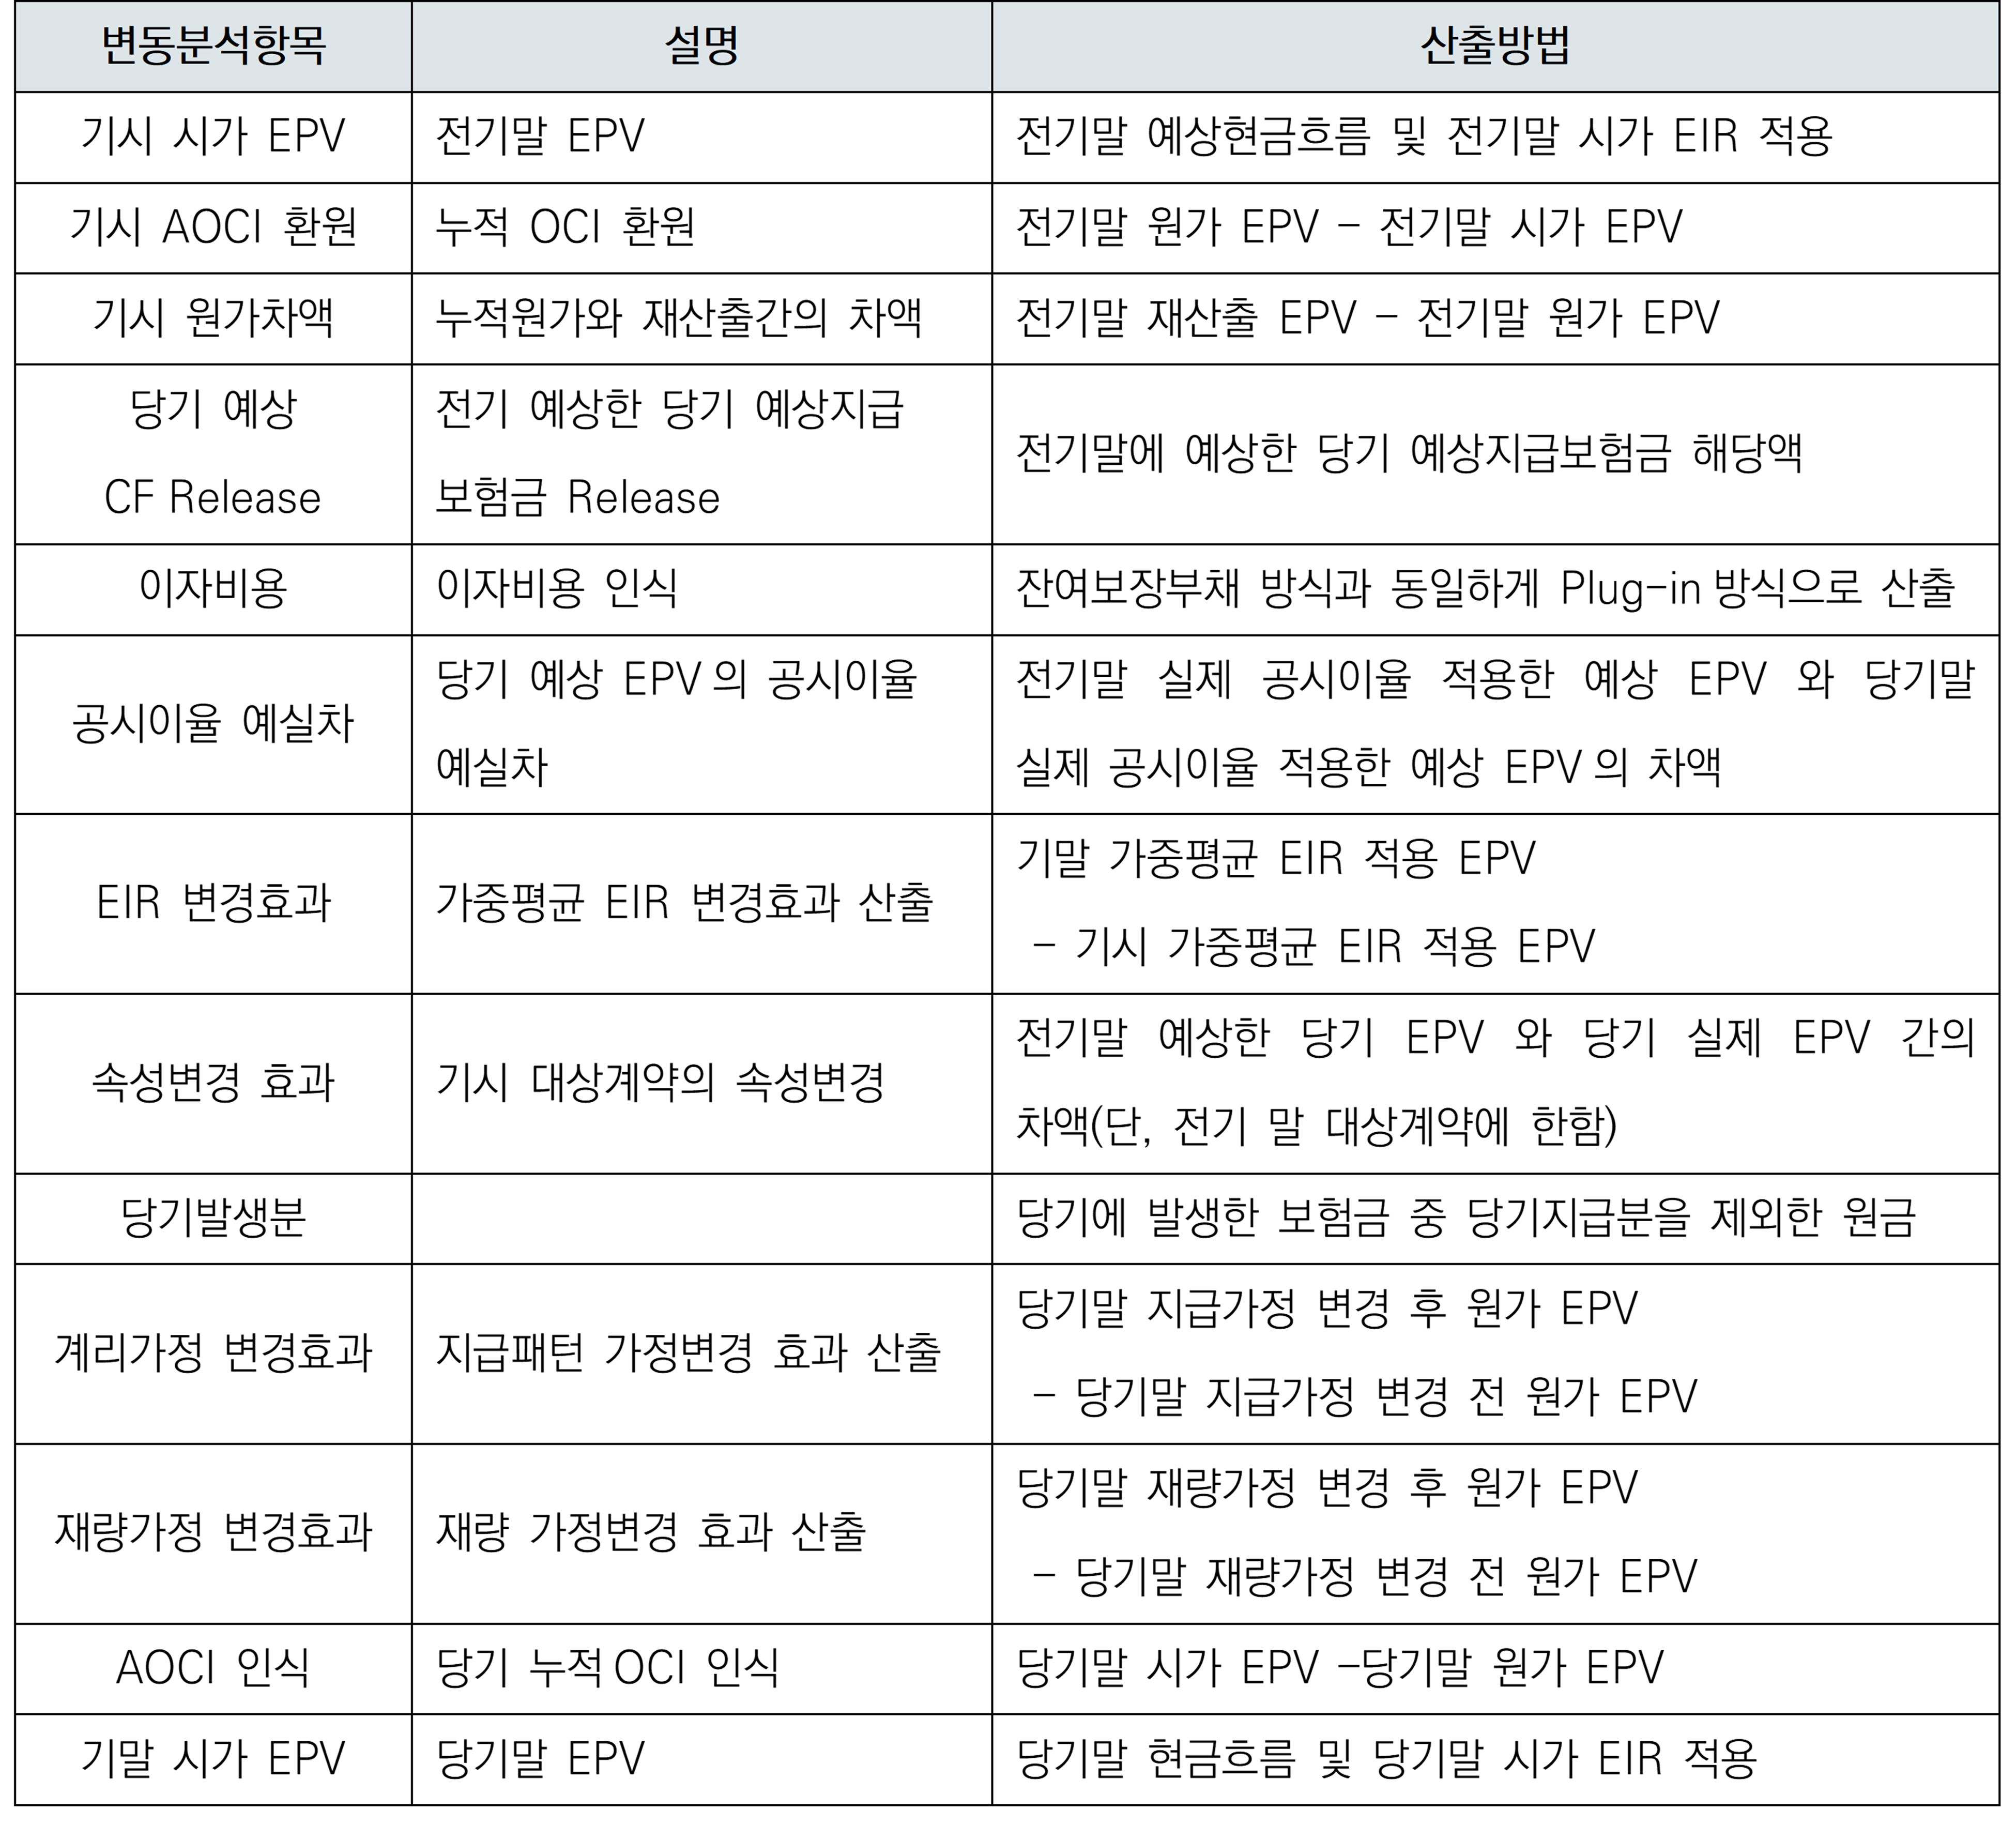 변동분석항목 설명 산출방법
기시 시가 EPV 전기말 EPV 전기말 예상현금흐름 및 전기말 시가 EIR 적용
기시 AOCI 환원 누적 OCI 환원 전기말 원가 EPV - 전기말 시가 EPV
기시 원가차액 누적원가와 재산출간의 차액 전기말 재산출 EPV - 전기말 원가 EPV
당기 예상
CF Release
전기 예상한 당기 예상지급
보험금 Release
전기말에 예상한 당기 예상지급보험금 해당액
이자비용 이자비용 인식 잔여보장부채 방식과 동일하게 Plug-in 방식으로 산출
공시이율 예실차
당기 예상 EPV의 공시이율
예실차
전기말 실제 공시이율 적용한 예상 EPV 와 당기말
실제 공시이율 적용한 예상 EPV의 차액
EIR 변경효과
가중평균 EIR 변경효과 산출
기말 가중평균 EIR 적용 EPV
- 기시 가중평균 EIR 적용 EPV
속성변경 효과
기시 대상계약의 속성변경
전기말 예상한 당기 EPV 와 당기 실제 EPV 간의
차액(단, 전기 말 대상계약에 한함)
당기발생분 당기에 발생한 보험금 중 당기지급분을 제외한 원금
계리가정 변경효과
지급패턴 가정변경 효과 산출
당기말 지급가정 변경 후 원가 EPV
- 당기말 지급가정 변경 전 원가 EPV
재량가정 변경효과
재량 가정변경 효과 산출
당기말 재량가정 변경 후 원가 EPV
- 당기말 재량가정 변경 전 원가 EPV
AOCI 인식 당기 누적OCI 인식 당기말 시가 EPV -당기말 원가 EPV
기말 시가 EPV 당기말 EPV 당기말 현금흐름 및 당기말 시가 EIR 적용